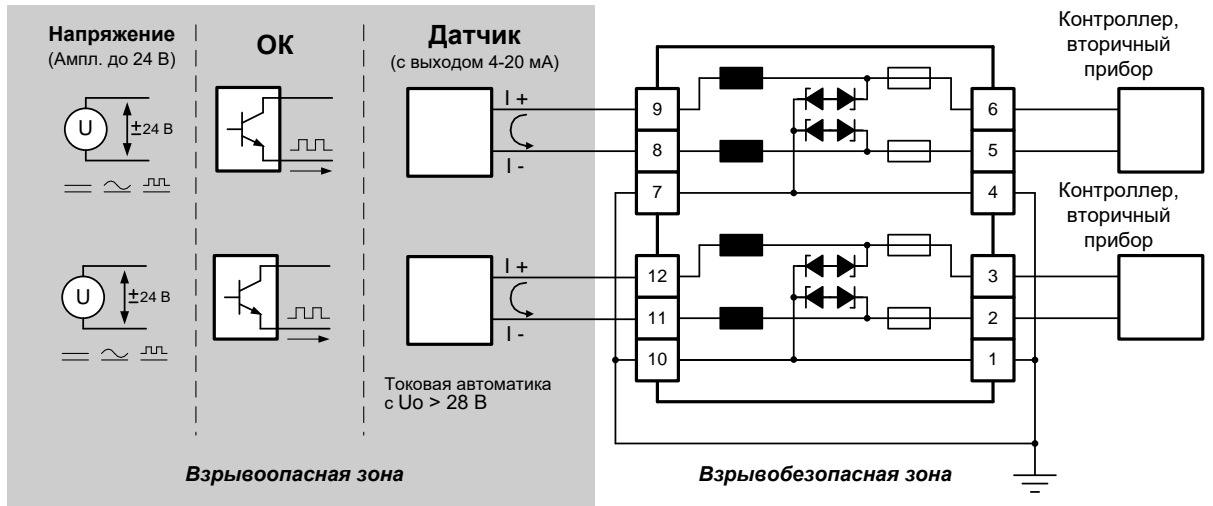 Напряжение
(Ампл. до 24 В)
U
±24 В
ОК
Датчик
(с выходом 4-20 мА)
I +
I -
9
8
7
6
5
4
Контроллер,
вторичный
прибор
U
±24 В
I +
I -
12
11
10
3
2
1
Контроллер,
вторичный
прибор
Токовая автоматика
с Uo > 28 В
Взрывоопасная зона
Взрывобезопасная зона